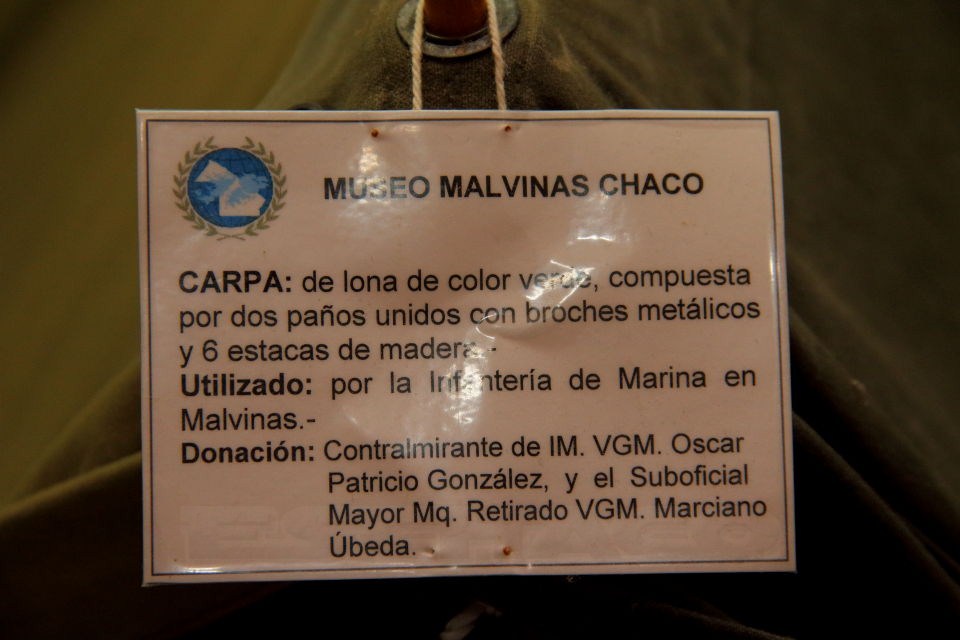 MUSEO MALVINAS CHACO
CARPA: de lona de color verde, compuesta
por dos paños unidos con broches metálicos
y 6 estacas de madera.-
Utilizado: por la Infantería de Marina en
Malvinas.-
Donación: Contralmirante de IM. VGM. Oscar
Patricio González, y el Suboficial
Mayor Mq. Retirado VGM. Marciano
Úbeda.